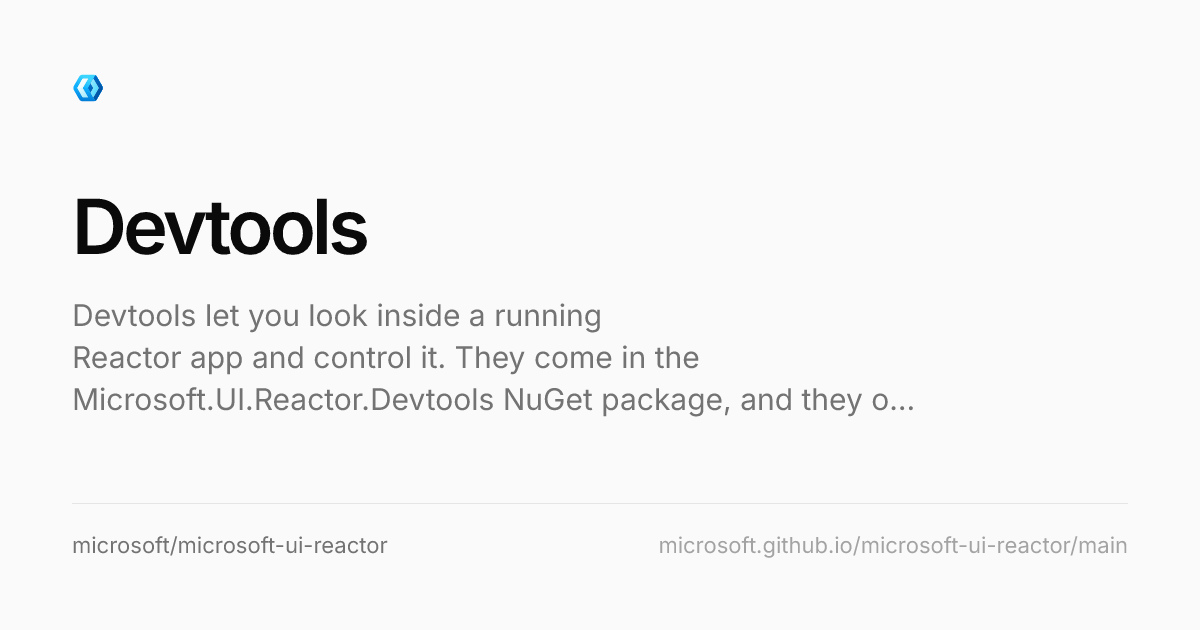 Devtools
Devtools let you look inside a running
Reactor app and control it. They come in the
Microsoft.UI.Reactor.Devtools NuGet package, and they o...
microsoft/microsoft-ui-reactor
microsoft.github.io/microsoft-ui-reactor/main